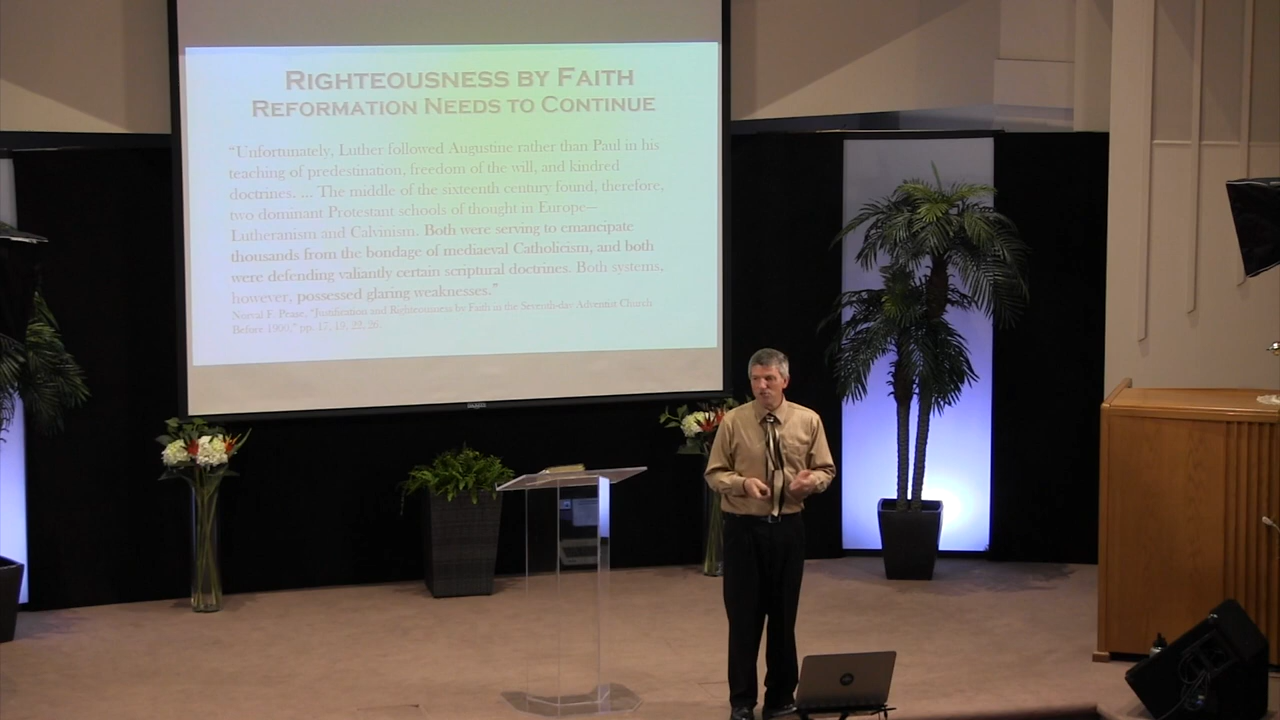 RIGHTEOUSNESS BY FAITH
REFORMATION NEEDS TO CONTINUE
“Unfortunately, Luther followed Augustine rather than Paul in his
teaching of predestination, freedom of the will, and kindred
doctrines. ... The middle of the sixteenth century found, therefore,
two dominant Protestant schools of thought in Europe—
Lutheranism and Calvinism. Both were serving to emancipate
thousands from the bondage of mediaeval Catholicism, and both
were defending valiantly certain scriptural doctrines. Both systems,
however, possessed glaring weaknesses.”
Norval F. Pease, “Justification and Righteousness by Faith in the Seventh-day Adventist Church
Before 1900,” pp. 17, 19, 22, 26